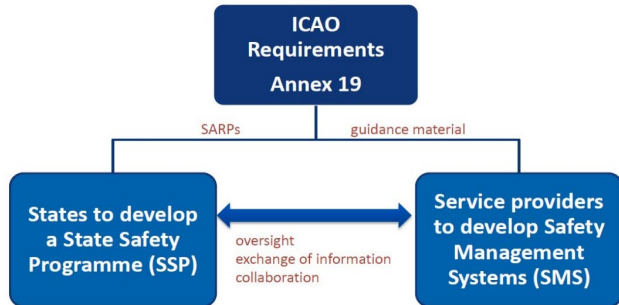 ICAO
Requirements
Annex 19
SARPs
guidance material
States to develop
a State Safety
Programme (SSP)
oversight
exchange of information
collaboration
Service providers
to develop Safety
Management
Systems (SMS)